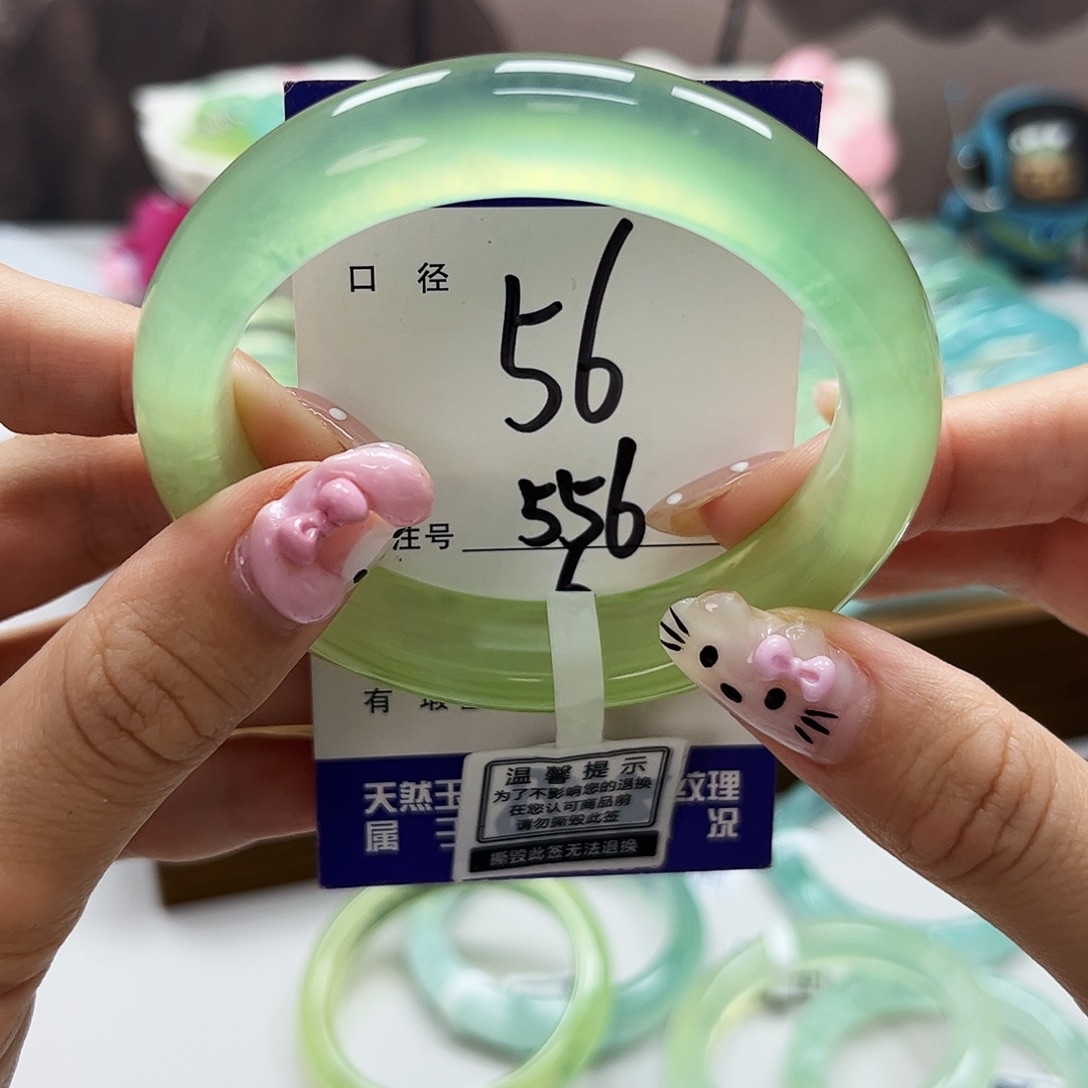 口 径
56
556
注号
有 瑕
天然玉
纹理
属
况
温馨提示
为了不影响您的退换
在您认可商品前
请勿撕毁此签
撕毁此签无法退换